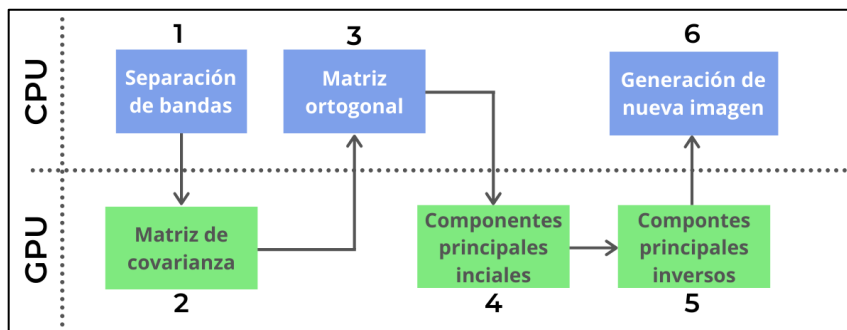 CPU
1
Separación
de bandas
3
Matriz
ortogonal
6
Generación de
nueva imagen
GPU
Matriz de
covarianza
2
Componentes
principales
inciales
4
Compontes
principales
inversos
5